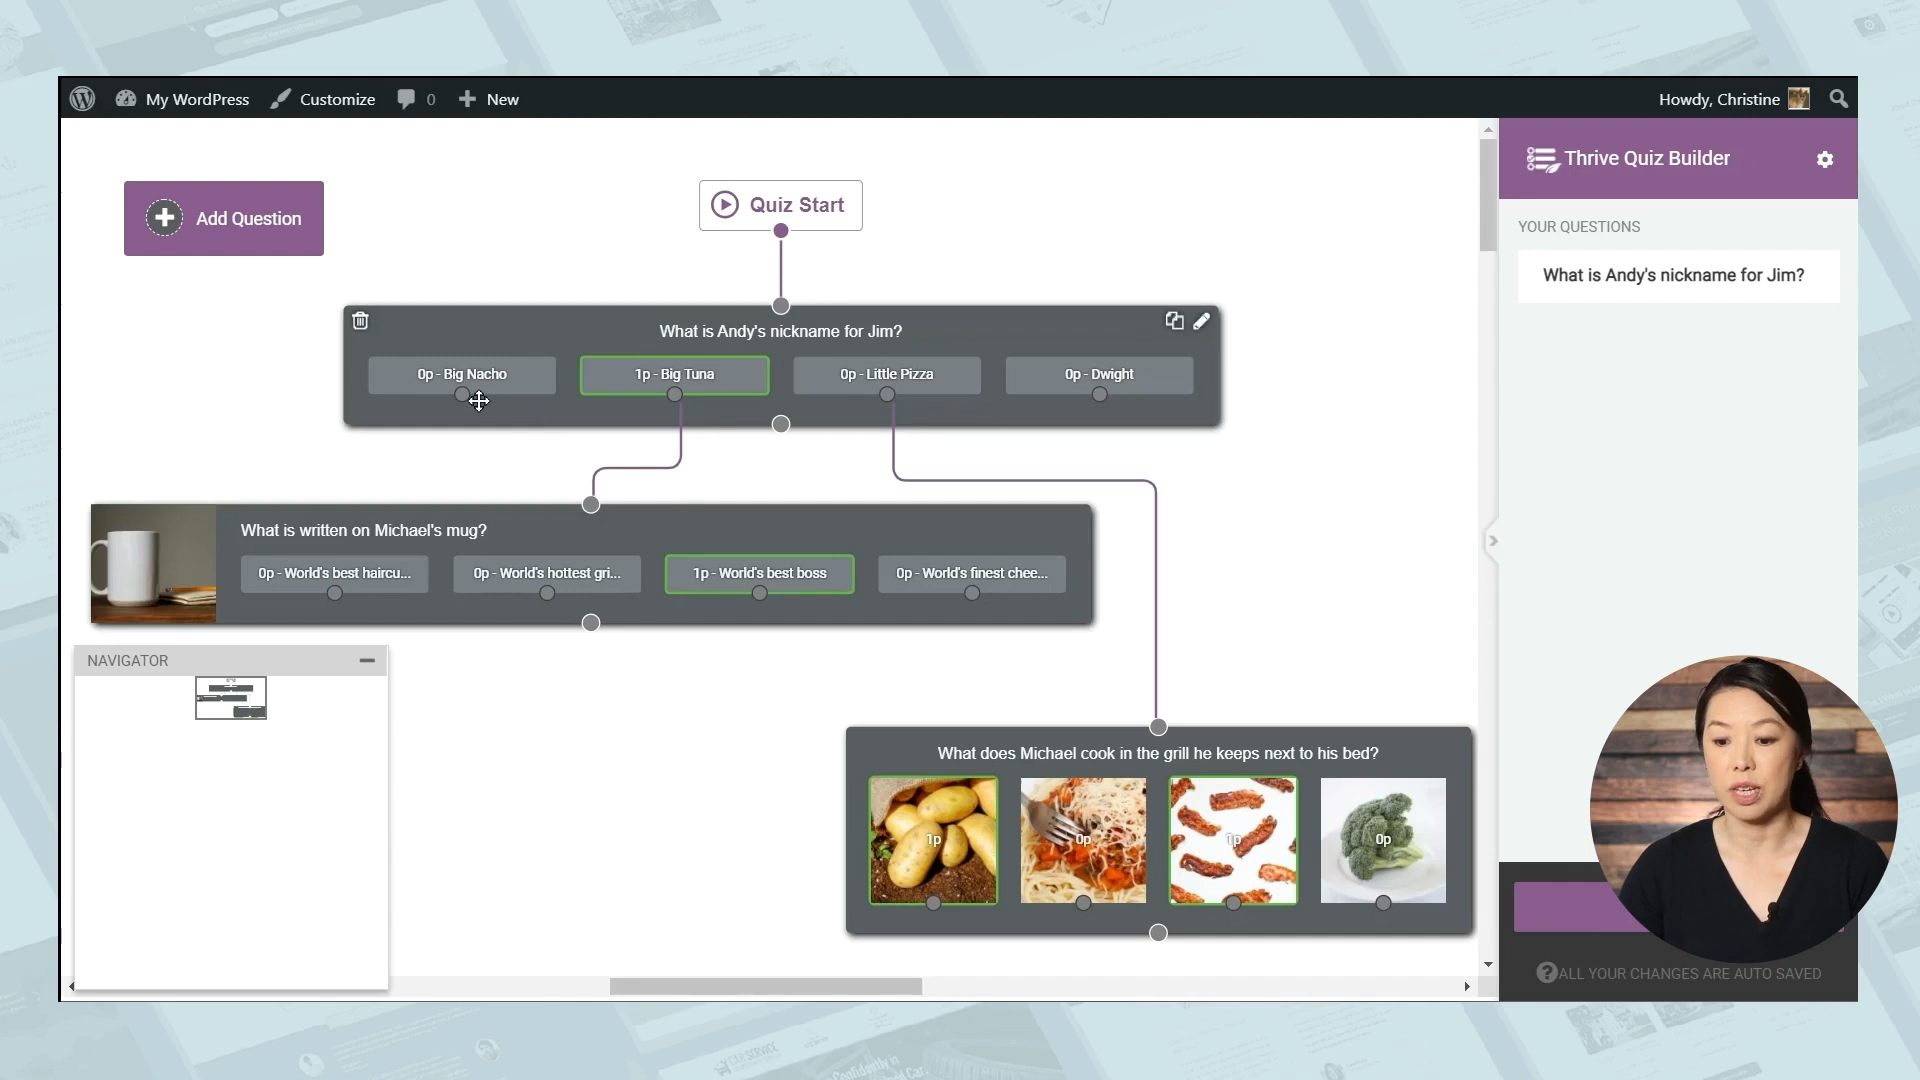 My WordPress
Customize
0
New
Howdy, Christine
Add Question
Quiz Start
Thrive Quiz Builder
YOUR QUESTIONS
What is Andy's nickname for Jim?
What is Andy's nickname for Jim?
0p - Big Nacho
1p - Big Tuna
0p - Little Pizza
0p - Dwight
What is written on Michael's mug?
0p - World's best haircu...
0p - World's hottest gri...
1p - World's best boss
0p - World's finest chee...
NAVIGATOR
What does Michael cook in the grill he keeps next to his bed?
1p
0p
1p
0p
ALL YOUR CHANGES ARE AUTO SAVED
CAR SERVICE